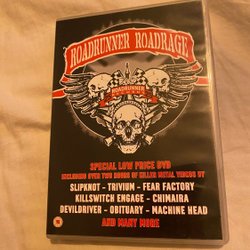 ROADRUNNER ROADRAGE
ROADRUNNER
RECORDS
SPECIAL LOW PRICE DVD
INCLUDING OVER TWO HOURS OF KILLER METAL VIDEOS BY
SLIPKNOT - TRIVIUM - FEAR FACTORY
KILLSWITCH ENGAGE - CHIMAIRA
DEVILDRIVER - OBITUARY - MACHINE HEAD
AND MANY MORE